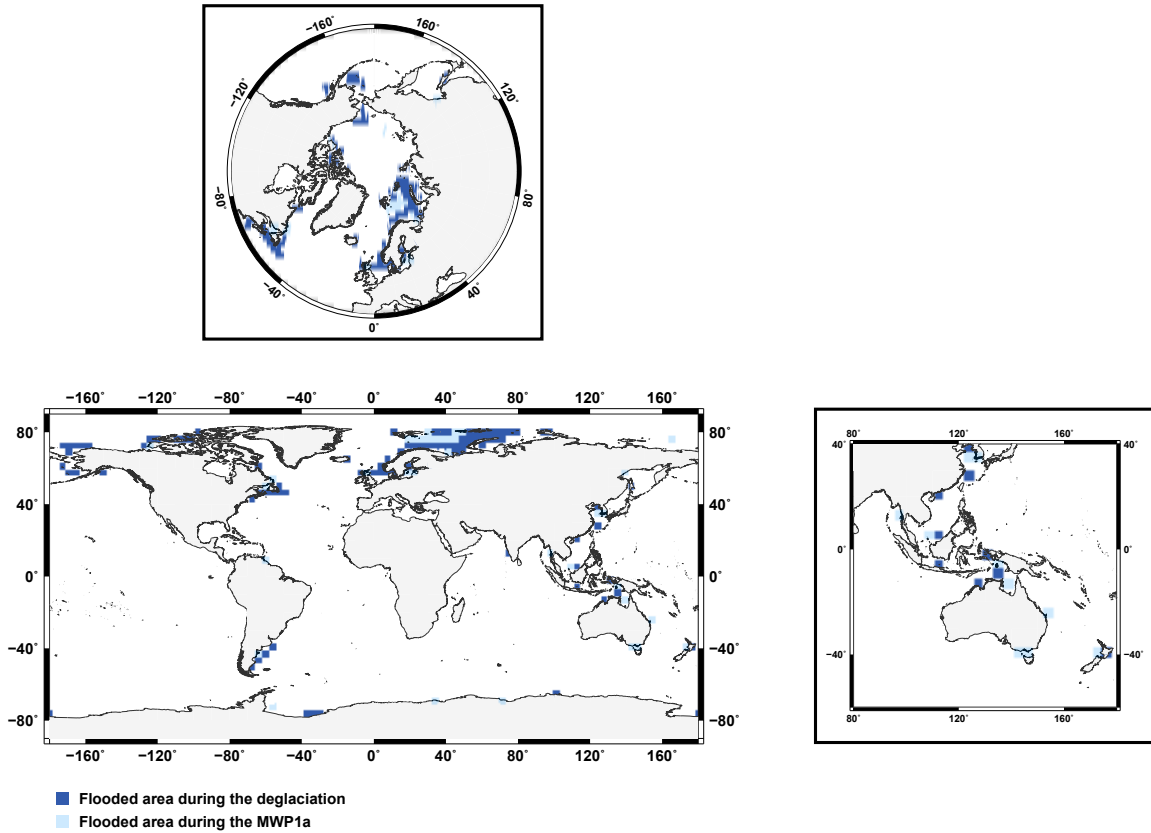 −160˚ 160˚
−120˚ 120˚
−80˚ 80˚
−40˚ 40˚
0˚
−160˚ −120˚ −80˚ −40˚ 0˚ 40˚ 80˚ 120˚ 160˚
80˚ 80˚
40˚ 40˚
0˚ 0˚
−40˚ −40˚
−80˚ −80˚
−160˚ −120˚ −80˚ −40˚ 0˚ 40˚ 80˚ 120˚ 160˚
80˚ 120˚ 160˚
40˚ 40˚
0˚ 0˚
−40˚ −40˚
80˚ 120˚ 160˚
Flooded area during the deglaciation
Flooded area during the MWP1a